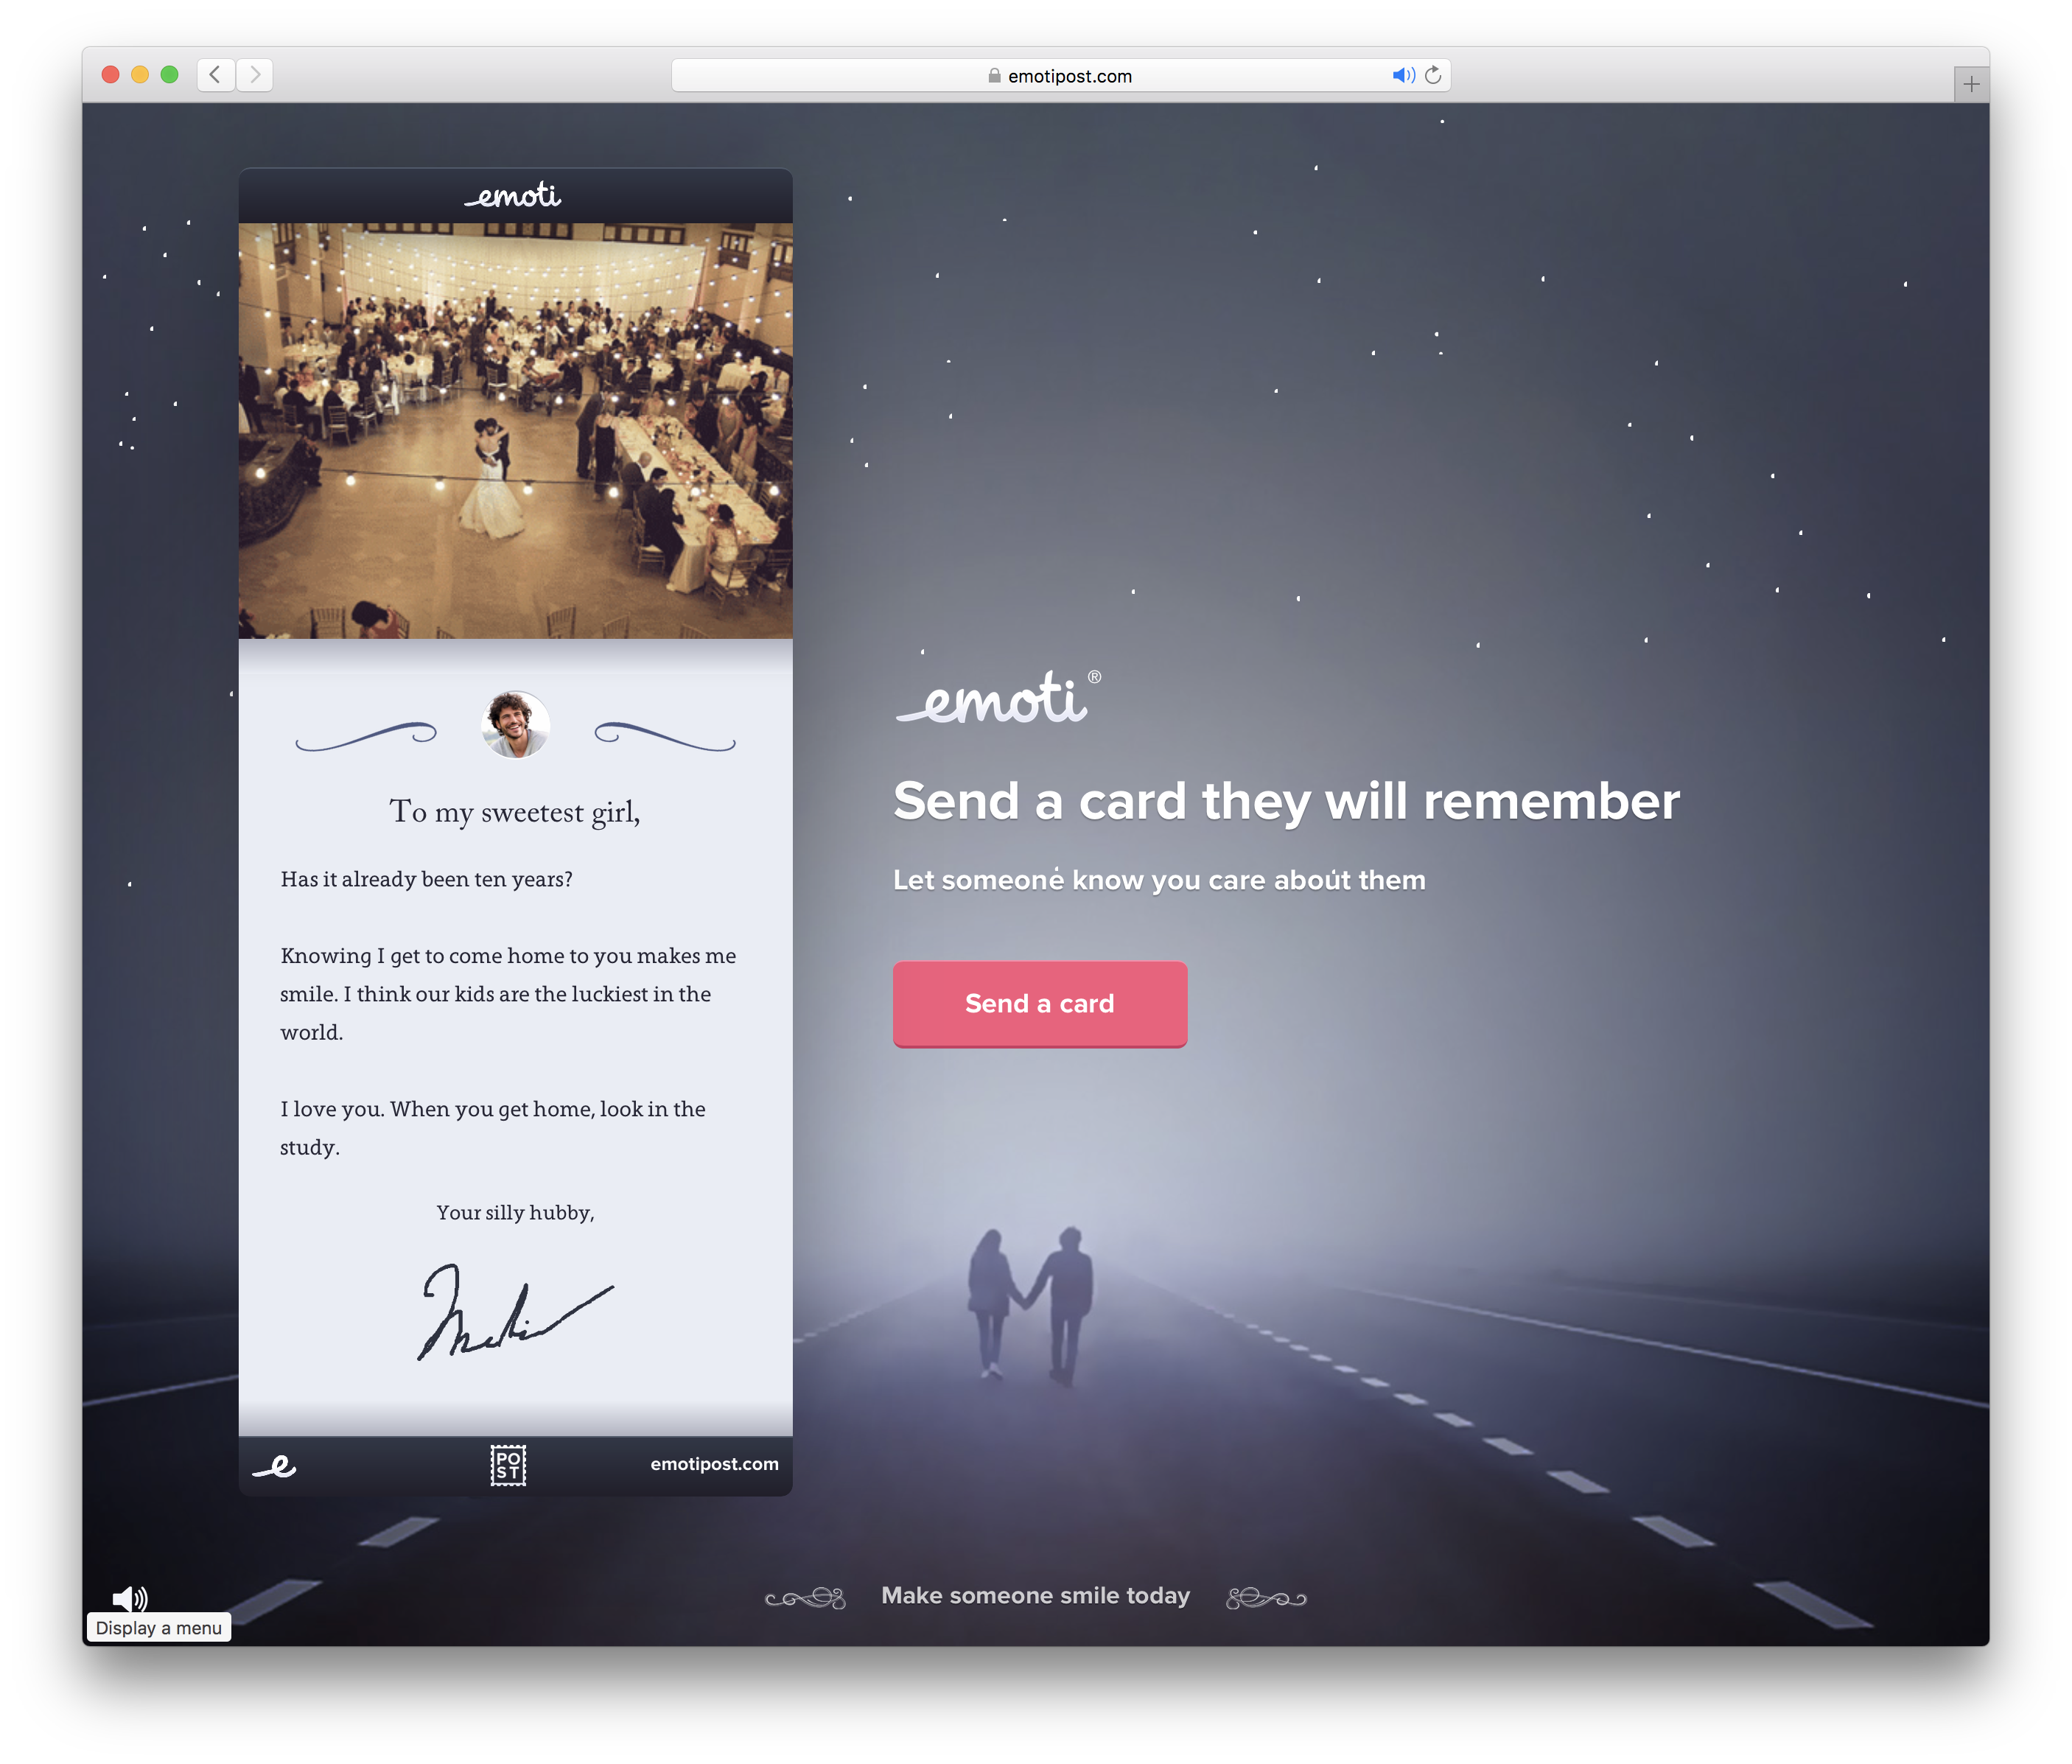 emotipost.com
emoti
To my sweetest girl,
Has it already been ten years?
Knowing I get to come home to you makes me
smile. I think our kids are the luckiest in the
world.
I love you. When you get home, look in the
study.
Your silly hubby,
e
PO
ST
emotipost.com
emoti®
Send a card they will remember
Let someone know you care about them
Send a card
Make someone smile today
Display a menu